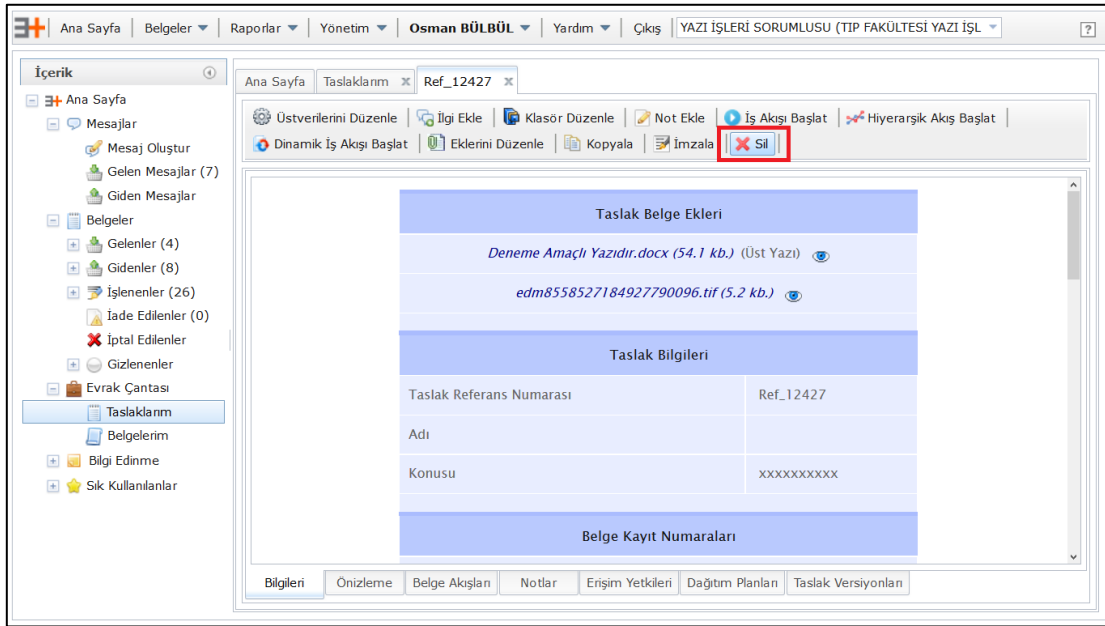 Ana Sayfa Belgeler Raporlar Yönetim Osman BÜLBÜL Yardım Çıkış YAZI İŞLERİ SORUMLUSU (TIP FAKÜLTESİ YAZI İŞL ?
İçerik
Ana Sayfa
Mesajlar
Mesaj Oluştur
Gelen Mesajlar (7)
Giden Mesajlar
Belgeler
Gelenler (4)
Gidenler (8)
İşlenenler (26)
İade Edilenler (0)
İptal Edilenler
Gizlenenler
Evrak Çantası
Taslaklarım
Belgelerim
Bilgi Edinme
Sık Kullanılanlar
Ana Sayfa Taslaklarım x Ref_12427 x
Üstverilerini Düzenle İlgi Ekle Klasör Düzenle Not Ekle İş Akışı Başlat Hiyerarşik Akış Başlat
Dinamik İş Akışı Başlat Eklerini Düzenle Kopyala İmzala Sil
Taslak Belge Ekleri
Deneme Amaçlı Yazıdır.docx (54.1 kb.) (Üst Yazı)
edm8558527184927790096.tif (5.2 kb.)
Taslak Bilgileri
Taslak Referans Numarası Ref_12427
Adı
Konusu xxxxxxxxxx
Belge Kayıt Numaraları
Bilgileri Önizleme Belge Akışları Notlar Erişim Yetkileri Dağıtım Planları Taslak Versiyonları